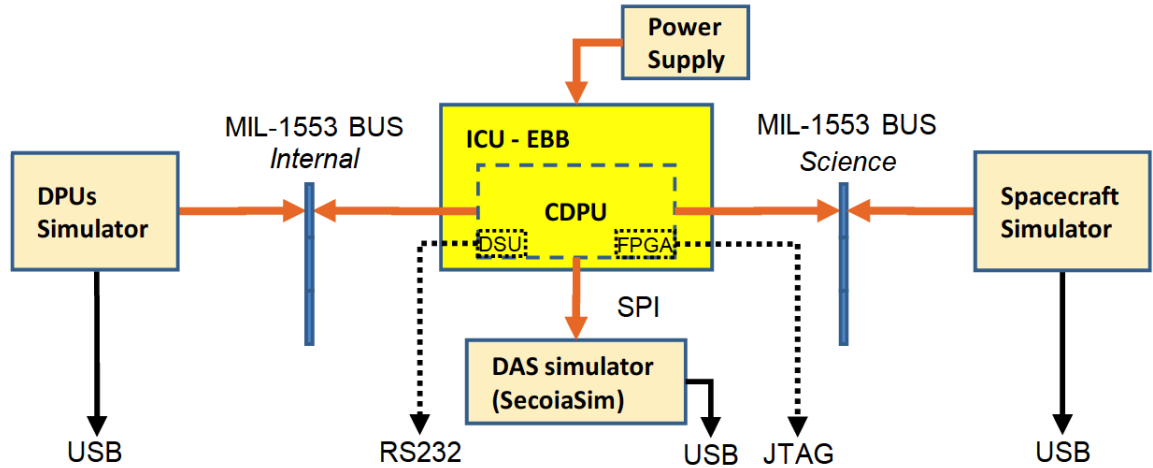 Power
Supply
MIL-1553 BUS
Internal
ICU - EBB
MIL-1553 BUS
Science
DPUs
Simulator
CDPU
Spacecraft
Simulator
DSU
FPGA
SPI
DAS simulator
(SecoiaSim)
USB
RS232
USB
JTAG
USB